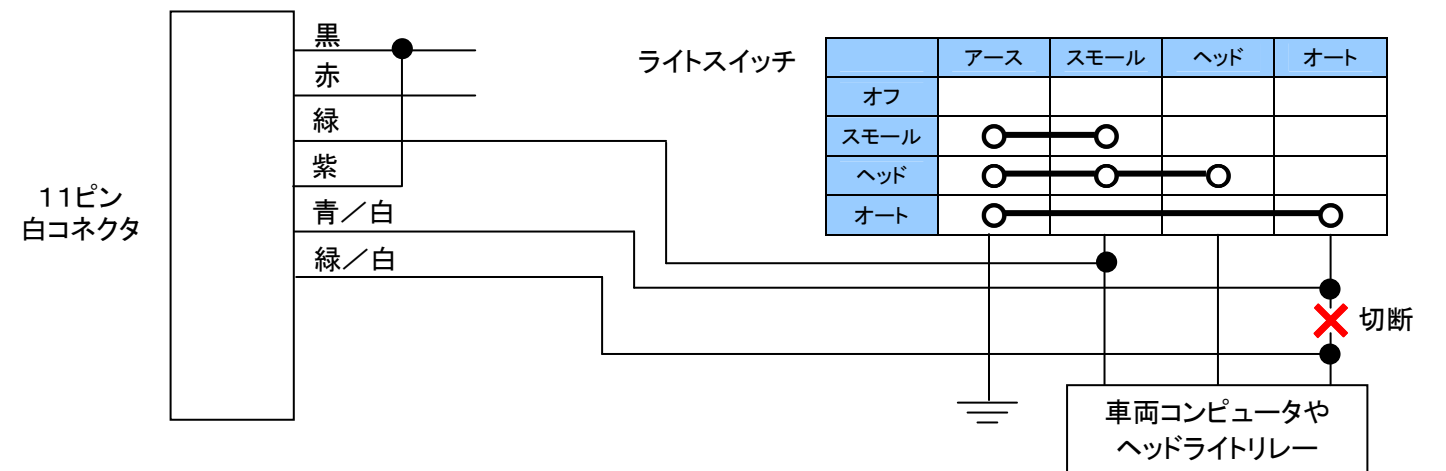 黒
赤
緑
紫
青／白
緑／白
１１ピン
白コネクタ
ライトスイッチ
アース スモール ヘッド オート
オフ
スモール
ヘッド
オート
切断
車両コンピュータや
ヘッドライトリレー